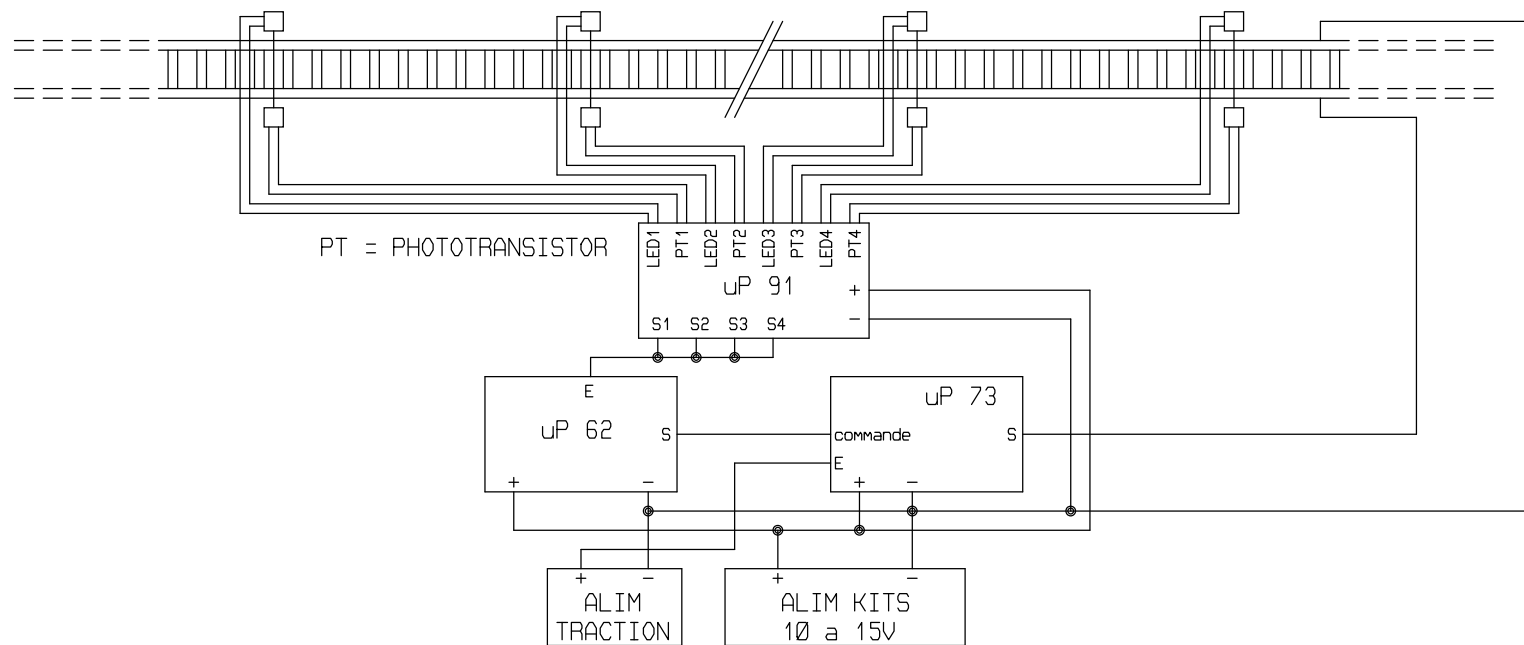 PT = PHOTOTRANSISTOR
LED1 PT1 LED2 PT2 LED3 PT3 LED4 PT4
uP 91
+
−
S1 S2 S3 S4
E
uP 62
S
+ −
uP 73
commande
S
E
+ −
+ −
ALIM
TRACTION
+ −
ALIM KITS
10 a 15V